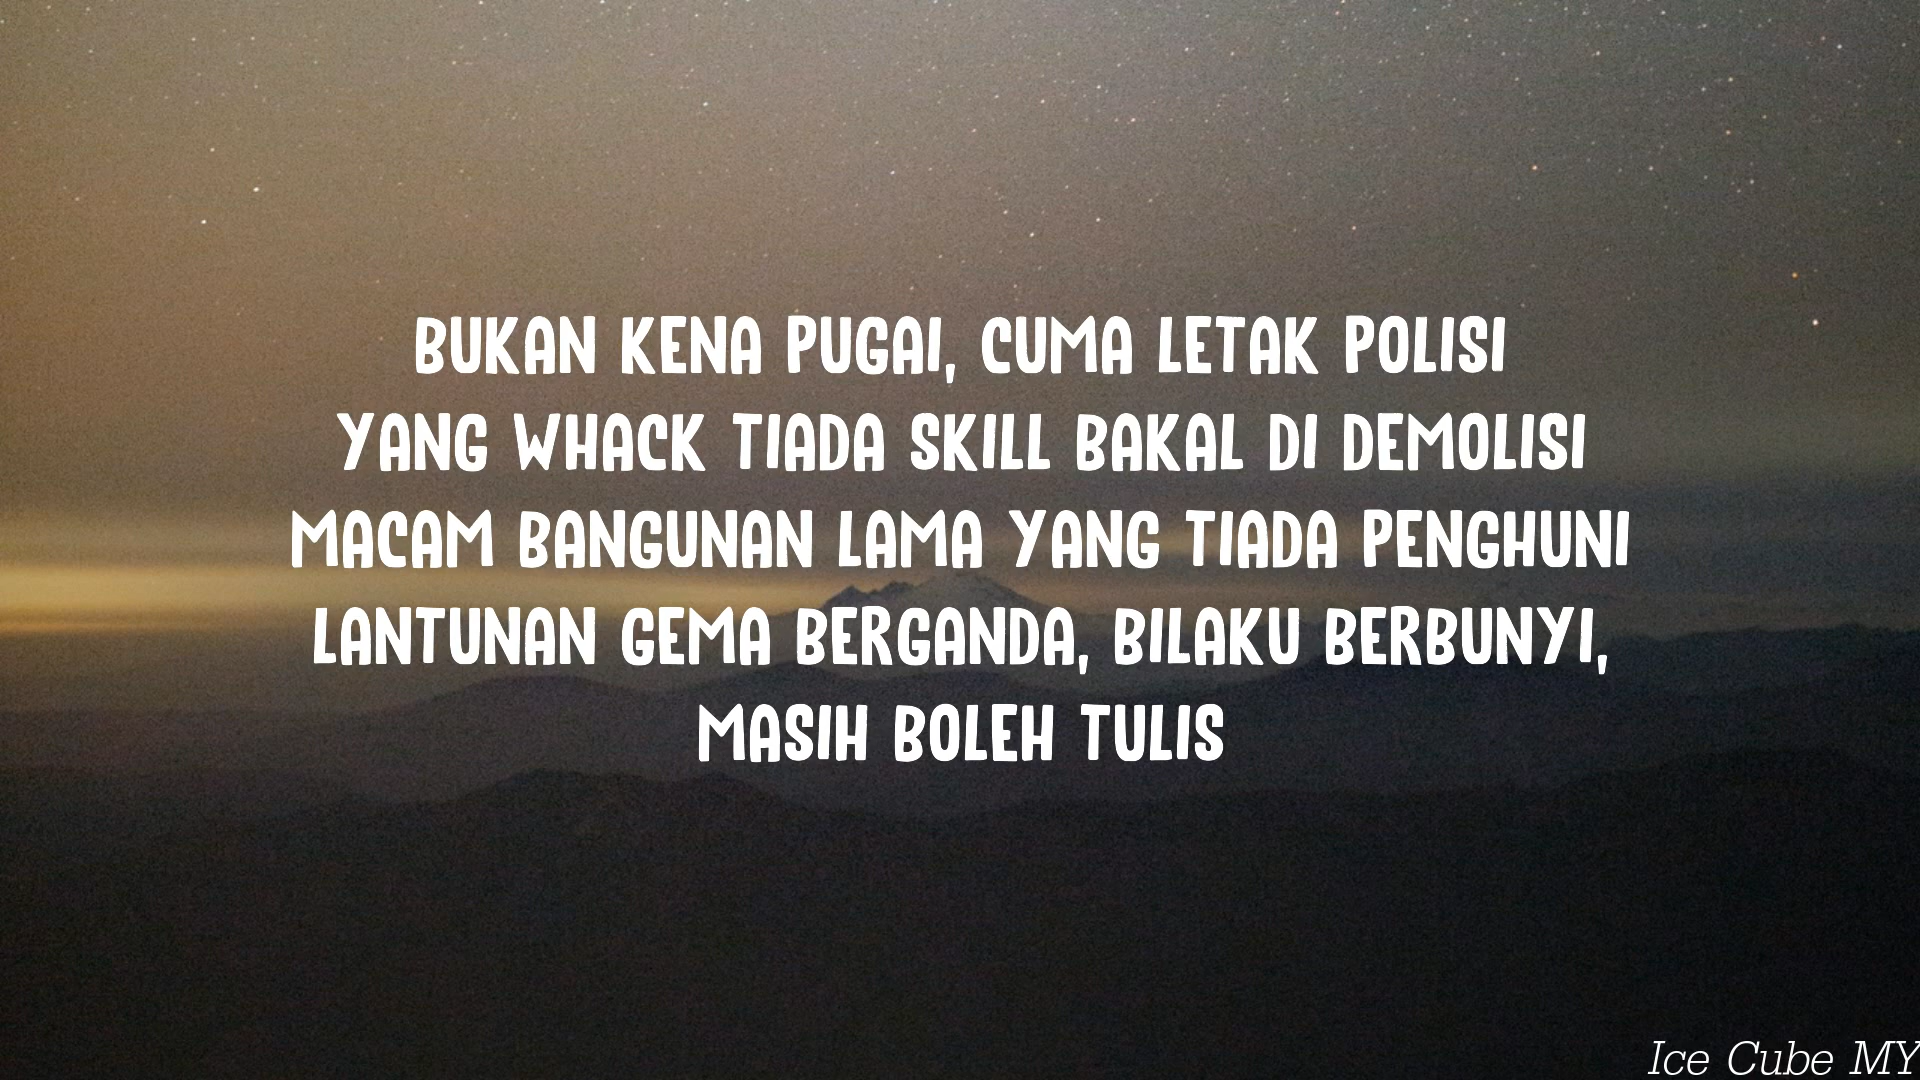 BUKAN KENA PUGAI, CUMA LETAK POLISI
YANG WHACK TIADA SKILL BAKAL DI DEMOLISI
MACAM BANGUNAN LAMA YANG TIADA PENGHUNI
LANTUNAN GEMA BERGANDA, BILAKU BERBUNYI,
MASIH BOLEH TULIS
Ice Cube MY